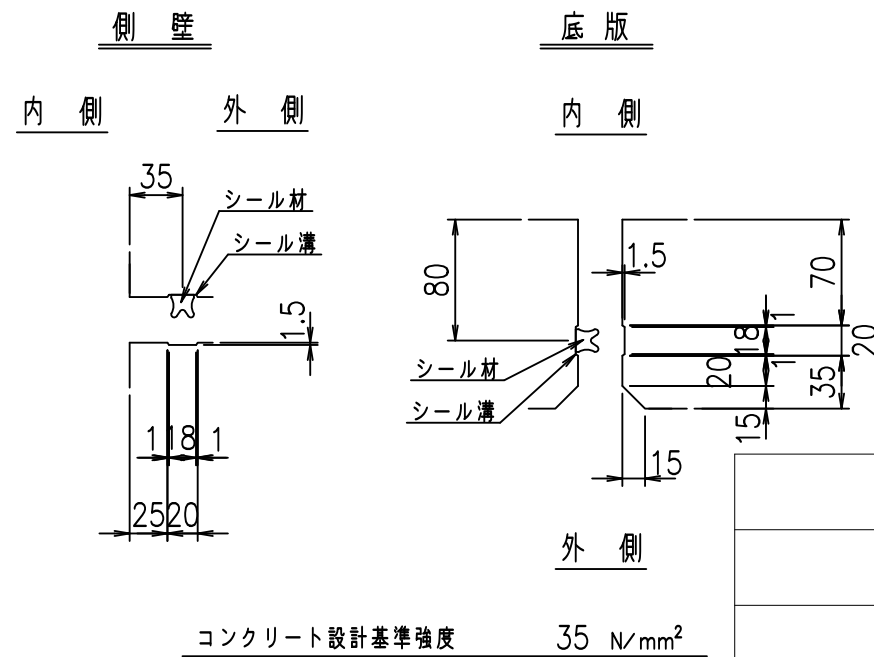 側 壁
底 版
内 側
外 側
内 側
35
シール材
シール溝
1.5
1 18 1
25 20
80
シール材
シール溝
1.5
70
1
18
1
20
20
35
15
15
外 側
コンクリート設計基準強度 35 N/mm²